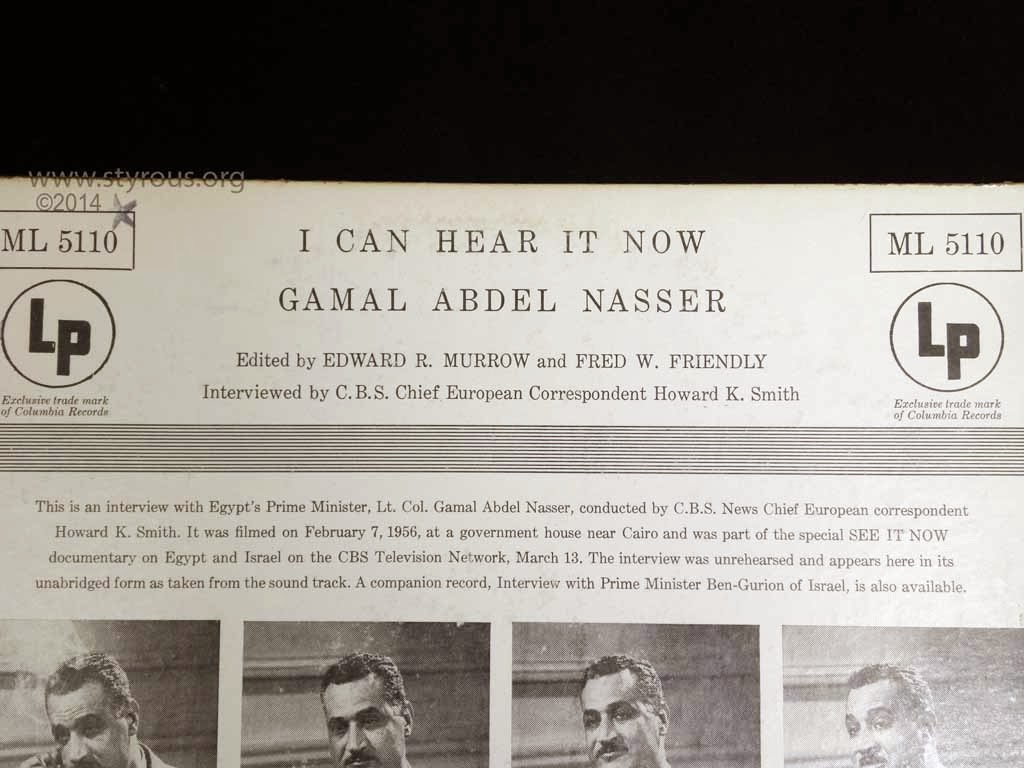 www.styrous.org
©2014
ML 5110
I CAN HEAR IT NOW
ML 5110
GAMAL ABDEL NASSER
LP
LP
Edited by EDWARD R. MURROW and FRED W. FRIENDLY
Interviewed by C.B.S. Chief European Correspondent Howard K. Smith
Exclusive trade mark
of Columbia Records
Exclusive trade mark
of Columbia Records
This is an interview with Egypt's Prime Minister, Lt. Col. Gamal Abdel Nasser, conducted by C.B.S. News Chief European correspondent
Howard K. Smith. It was filmed on February 7, 1956, at a government house near Cairo and was part of the special SEE IT NOW
documentary on Egypt and Israel on the CBS Television Network, March 13. The interview was unrehearsed and appears here in its
unabridged form as taken from the sound track. A companion record, Interview with Prime Minister Ben-Gurion of Israel, is also available.